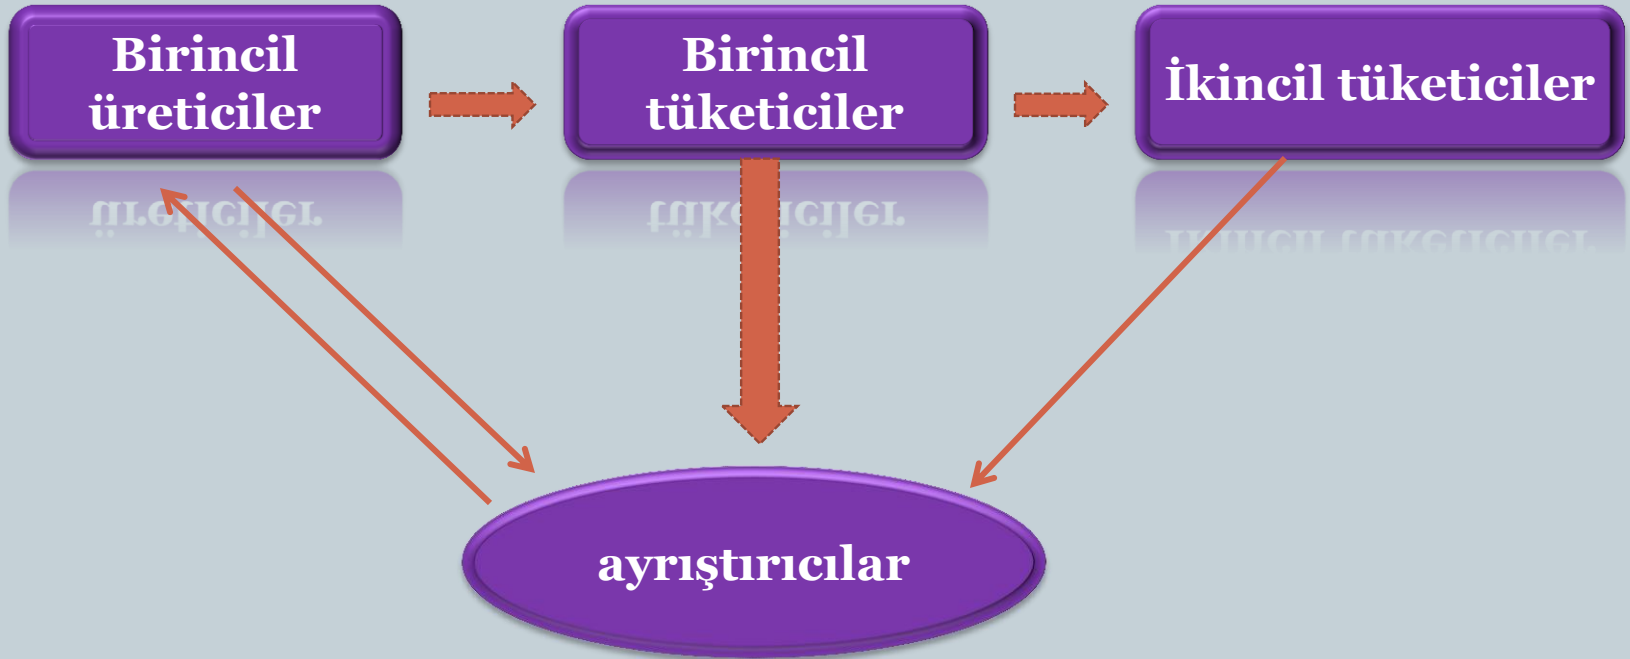 Birincil
üreticiler
Birincil
tüketiciler
İkincil tüketiciler
ayrıştırıcılar